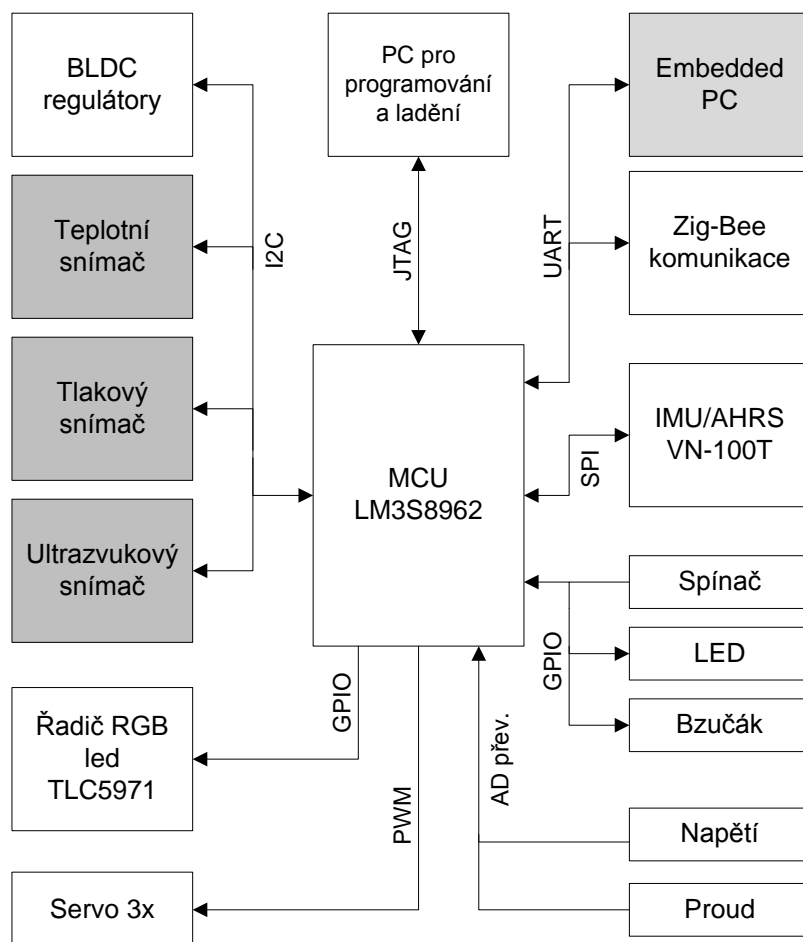 BLDC
regulátory
PC pro
programování
a ladění
Embedded
PC
Teplotní
snímač
I2C
JTAG
UART
Zig-Bee
komunikace
Tlakový
snímač
MCU
LM3S8962
SPI
IMU/AHRS
VN-100T
Ultrazvukový
snímač
Spínač
GPIO
LED
Bzučák
Řadič RGB
led
TLC5971
GPIO
PWM
AD přev.
Napětí
Servo 3x
Proud